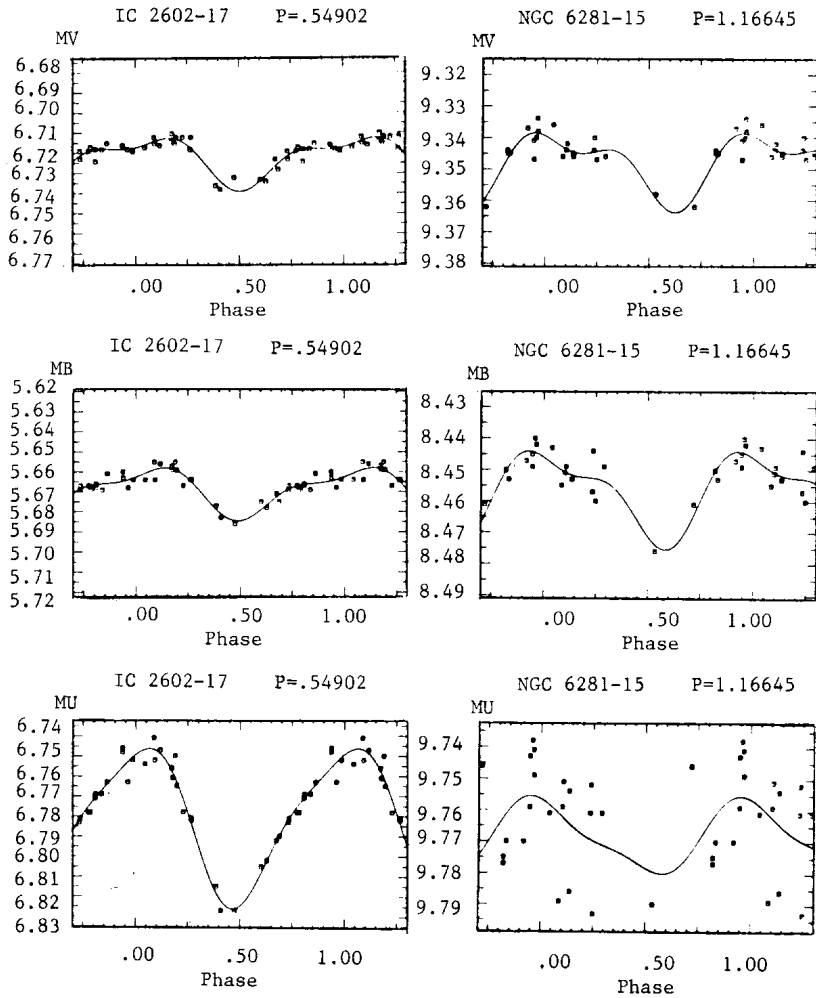 IC 2602-17 P=.54902
MV
6.68
6.70
6.71
6.72
6.73
6.74
6.75
6.76
6.77
.00 .50 1.00
Phase
NGC 6281-15 P=1.16645
MV
9.32
9.33
9.34
9.35
9.36
9.37
9.38
.00 .50 1.00
Phase
IC 2602-17 P=.54902
MB
5.62
5.63
5.64
5.65
5.66
5.67
5.68
5.69
5.70
5.71
5.72
.00 .50 1.00
Phase
NGC 6281-15 P=1.16645
MB
8.43
8.44
8.45
8.46
8.47
8.48
8.49
.00 .50 1.00
Phase
IC 2602-17 P=.54902
MU
6.74
6.75
6.76
6.77
6.78
6.79
6.80
6.81
6.82
6.83
.00 .50 1.00
Phase
NGC 6281-15 P=1.16645
MU
9.74
9.75
9.76
9.77
9.78
9.79
.00 .50 1.00
Phase